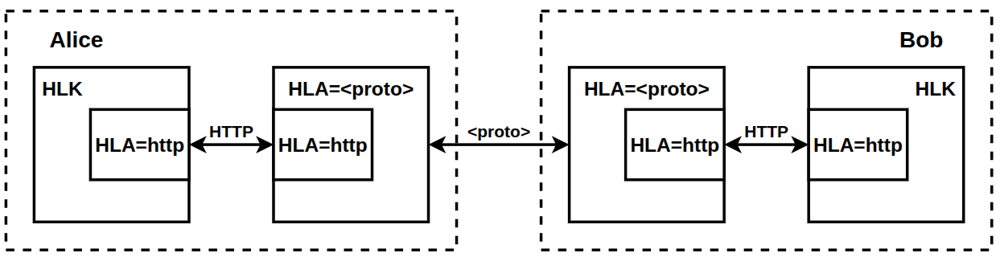 Alice
Bob
HLK
HLA=<proto>
HLA=<proto>
HLK
HTTP
<proto>
HTTP
HLA=http
HLA=http
HLA=http
HLA=http